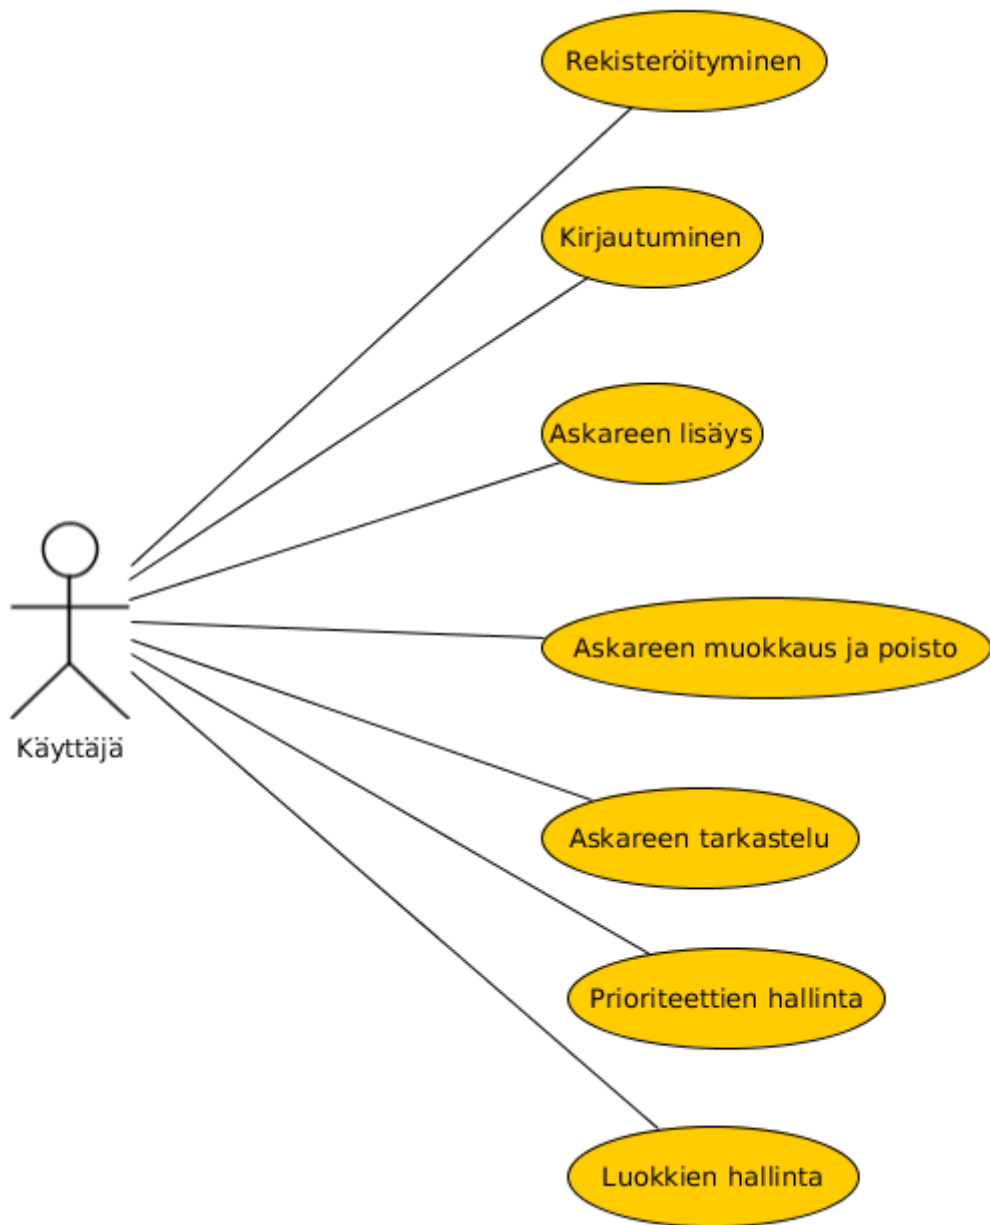 Rekisteröityminen
Kirjautuminen
Askareen lisäys
Askareen muokkaus ja poisto
Käyttäjä
Askareen tarkastelu
Prioriteettien hallinta
Luokkien hallinta